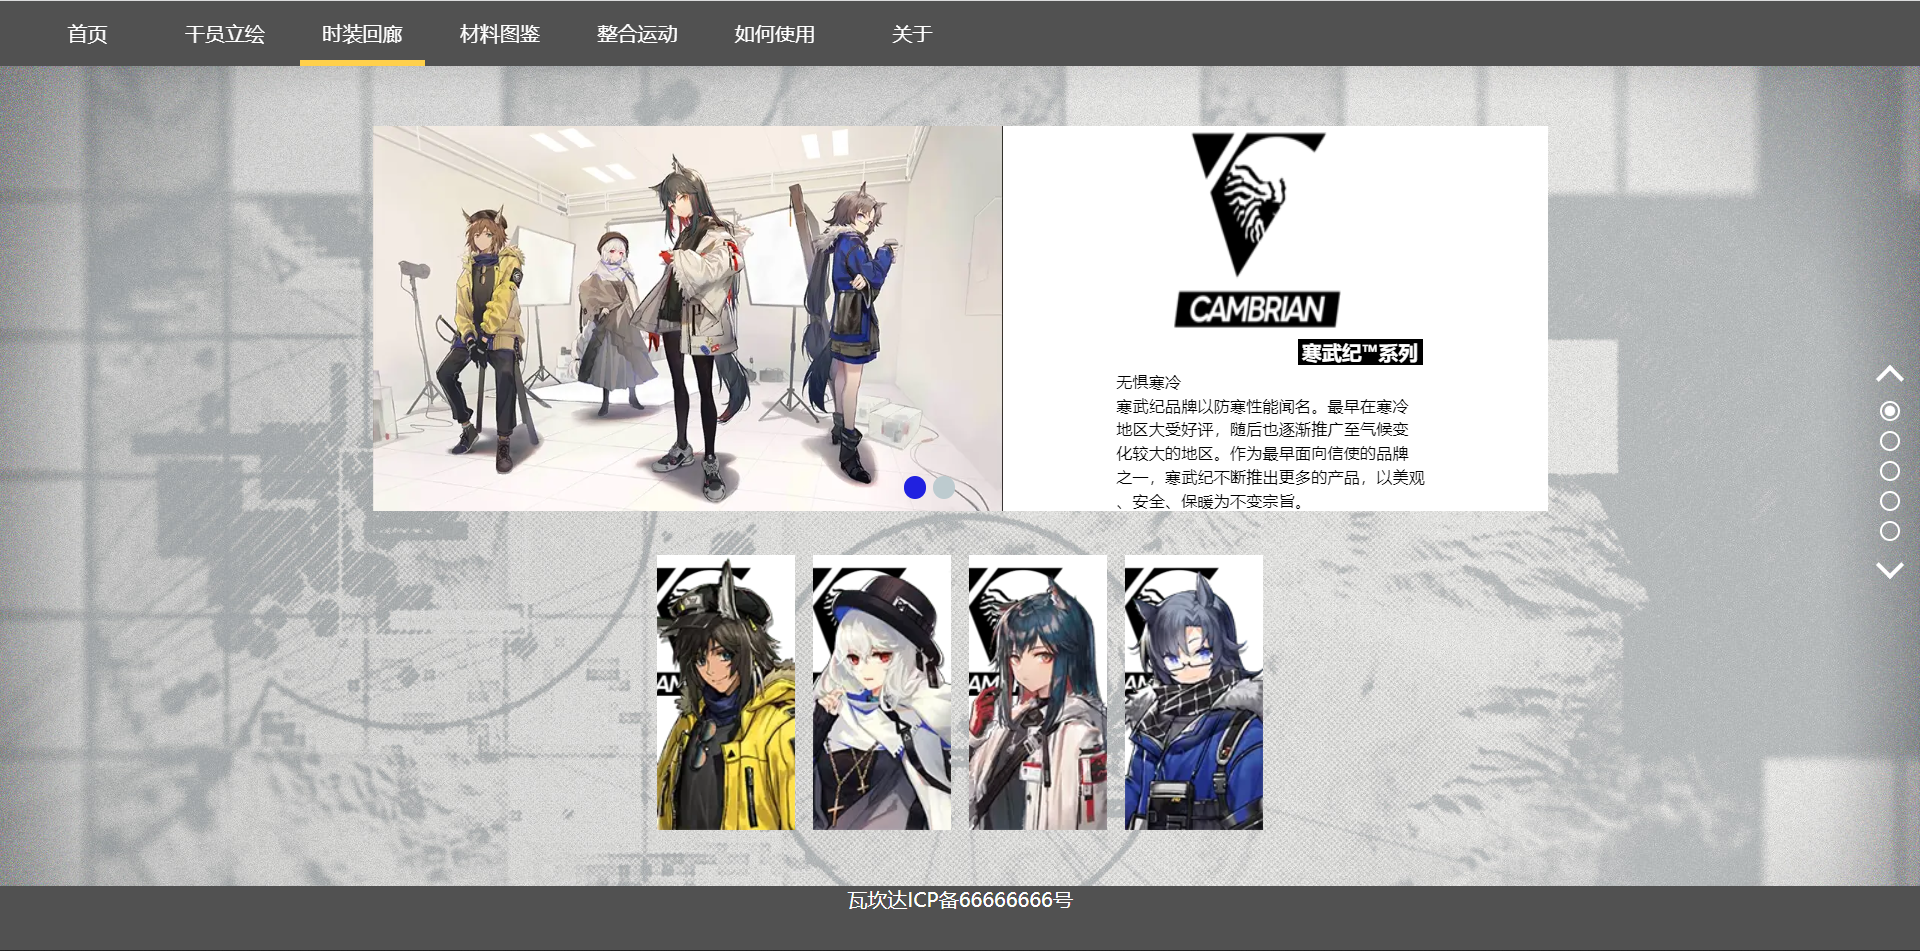 首页
干员立绘
时装回廊
材料图鉴
整合运动
如何使用
关于
CAMBRIAN
寒武纪™系列
无惧寒冷
寒武纪品牌以防寒性能闻名。最早在寒冷
地区大受好评，随后也逐渐推广至气候变
化较大的地区。作为最早面向信使的品牌
之一，寒武纪不断推出更多的产品，以美观
、安全、保暖为不变宗旨。
AN
AM
AM
瓦坎达ICP备66666666号